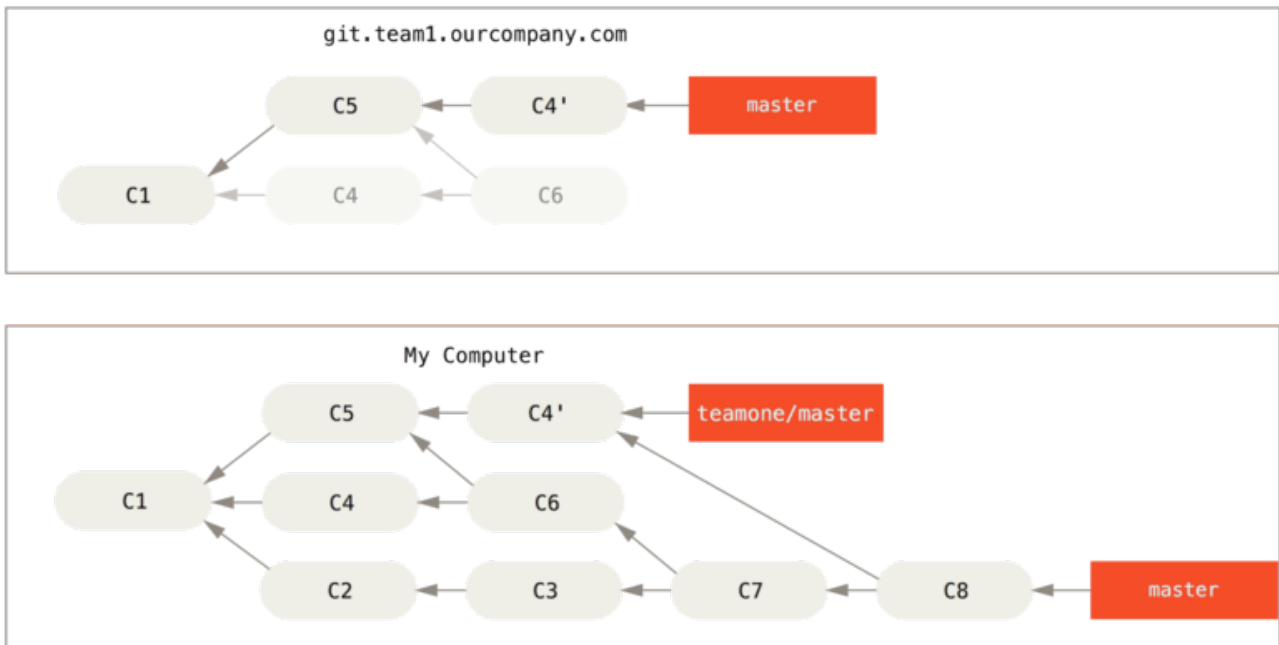 git.team1.ourcompany.com
C5 C4' master
C1 C4 C6
My Computer
C5 C4' teamone/master
C1 C4 C6
C2 C3 C7 C8 master